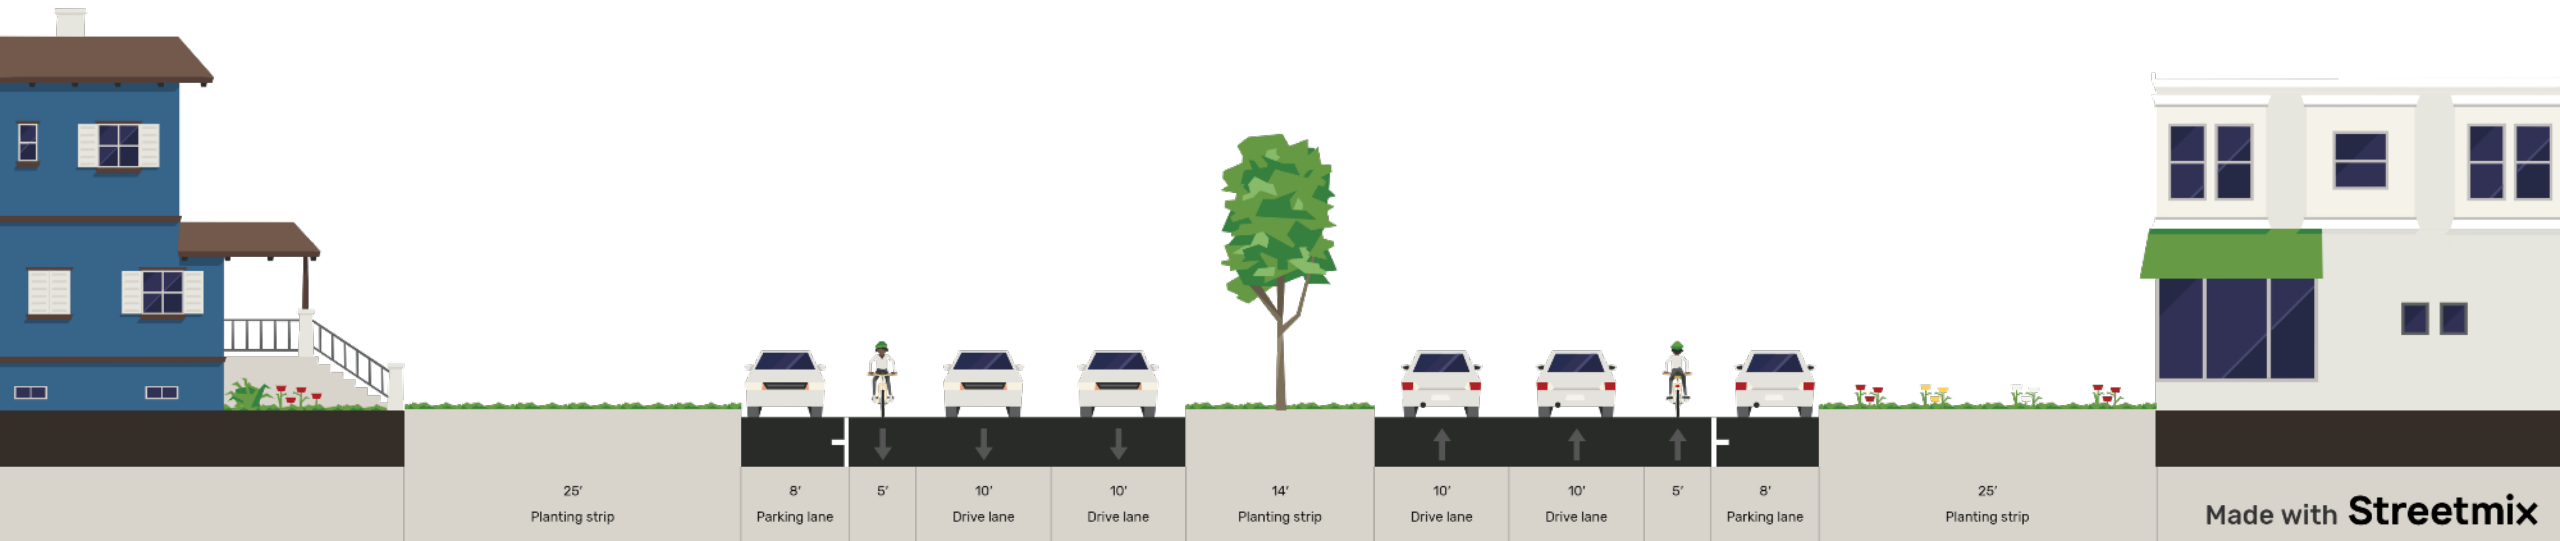 25’
Planting strip
8’
Parking lane
5’
10’
Drive lane
10’
Drive lane
14’
Planting strip
10’
Drive lane
10’
Drive lane
5’
8’
Parking lane
25’
Planting strip
Made with Streetmix